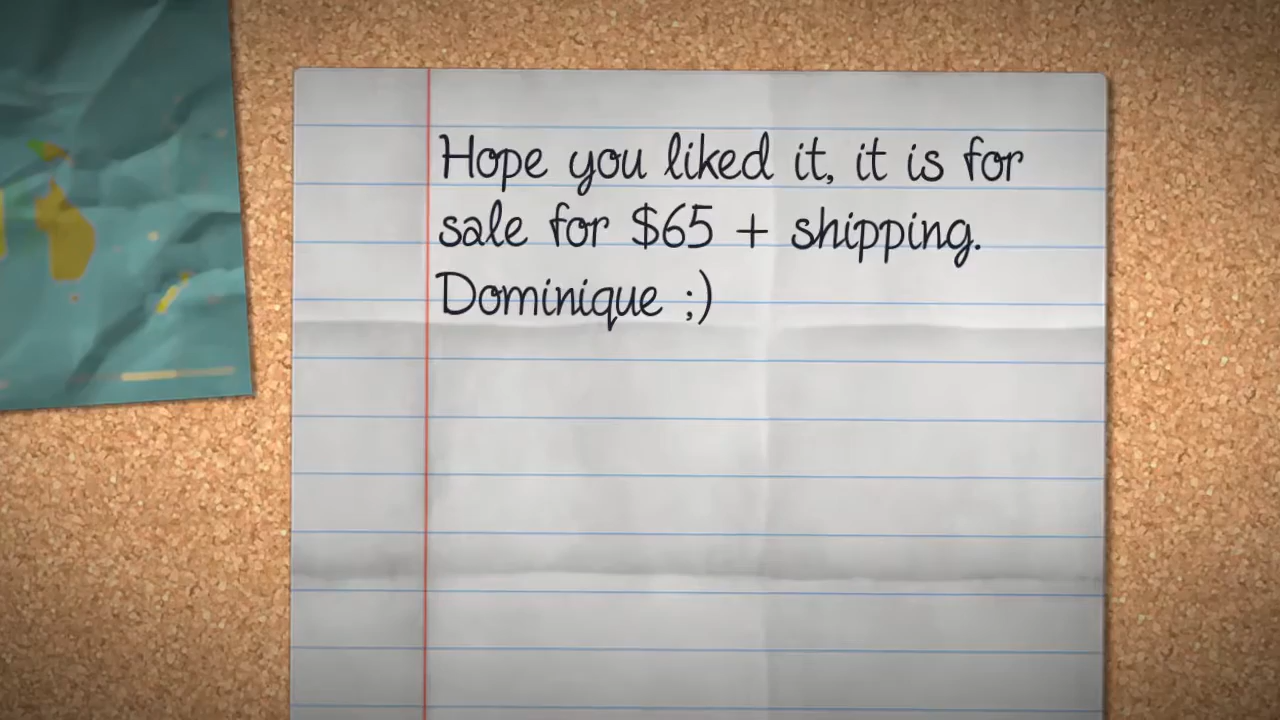 Hope you liked it, it is for
sale for $65 + shipping.
Dominique ;)